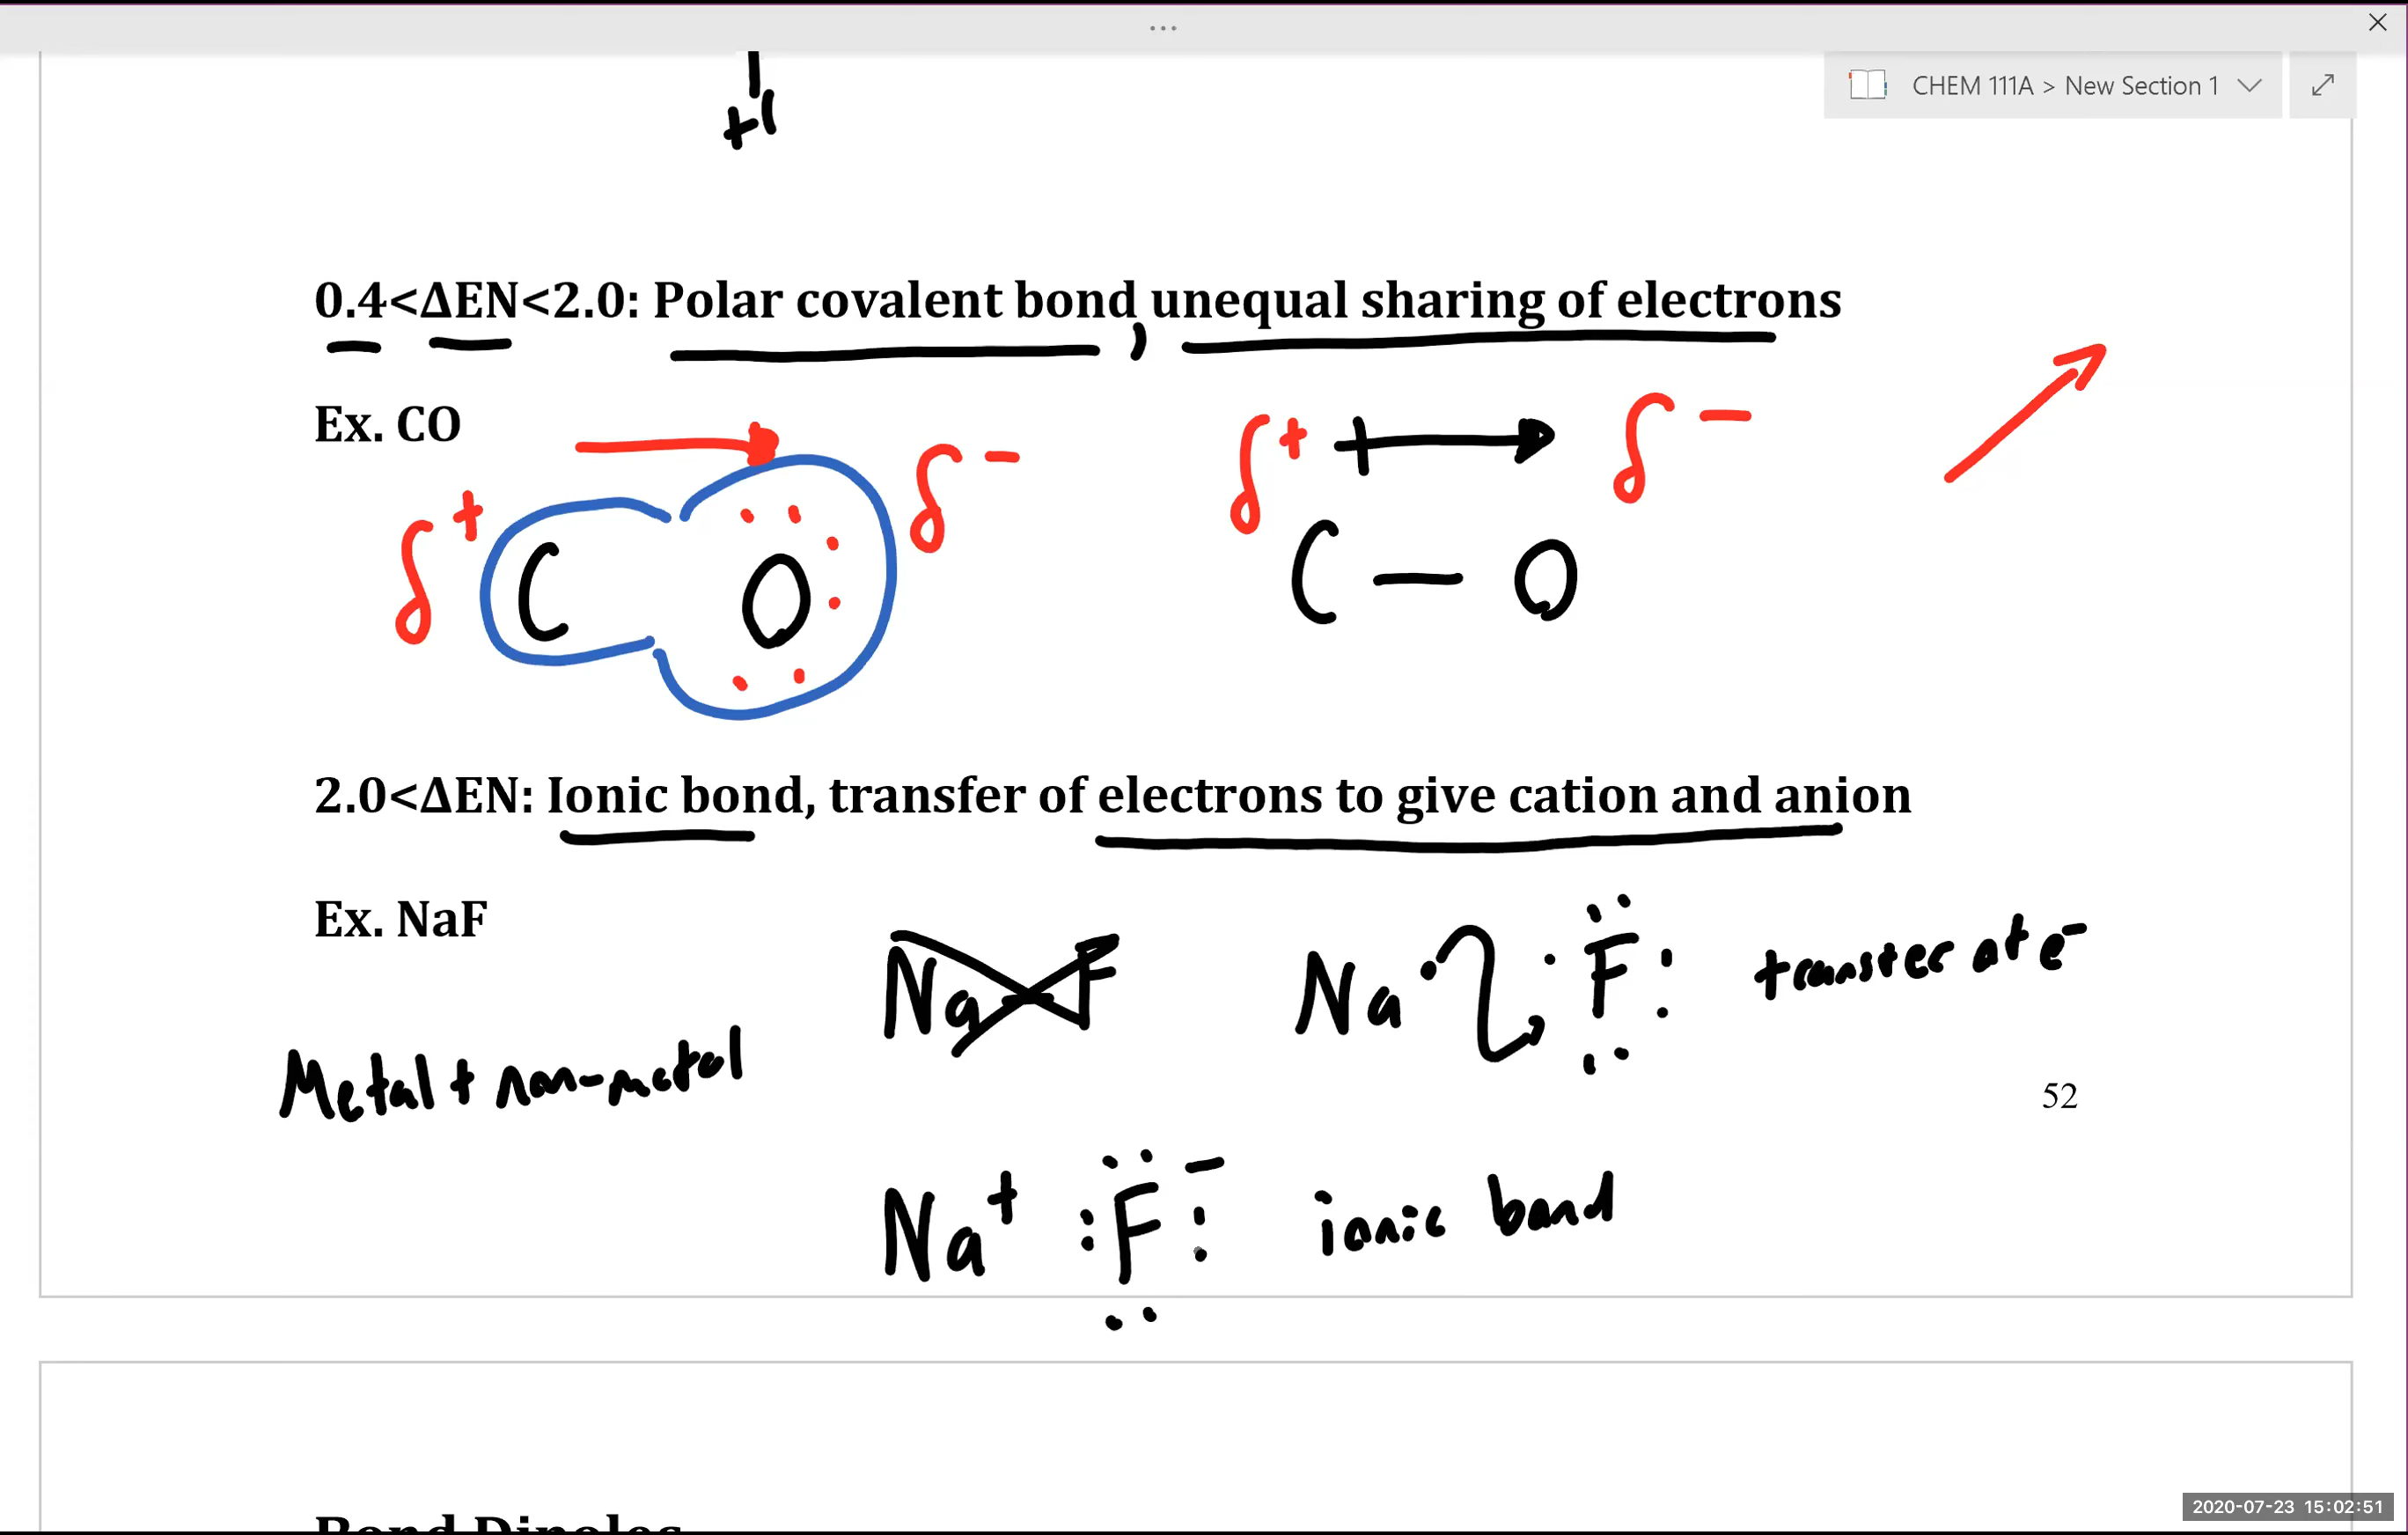 CHEM 111A > New Section 1
+1
0.4<ΔEN<2.0: Polar covalent bond, unequal sharing of electrons
Ex. CO
δ+ C O δ−
δ+ δ−
C — O
2.0<ΔEN: Ionic bond, transfer of electrons to give cation and anion
Ex. NaF
Na — F
Na · F transfer of e−
Metal + non-metal
52
Na+ :F:− ionic bond
Bond Dipoles
2020-07-23 15:02:51